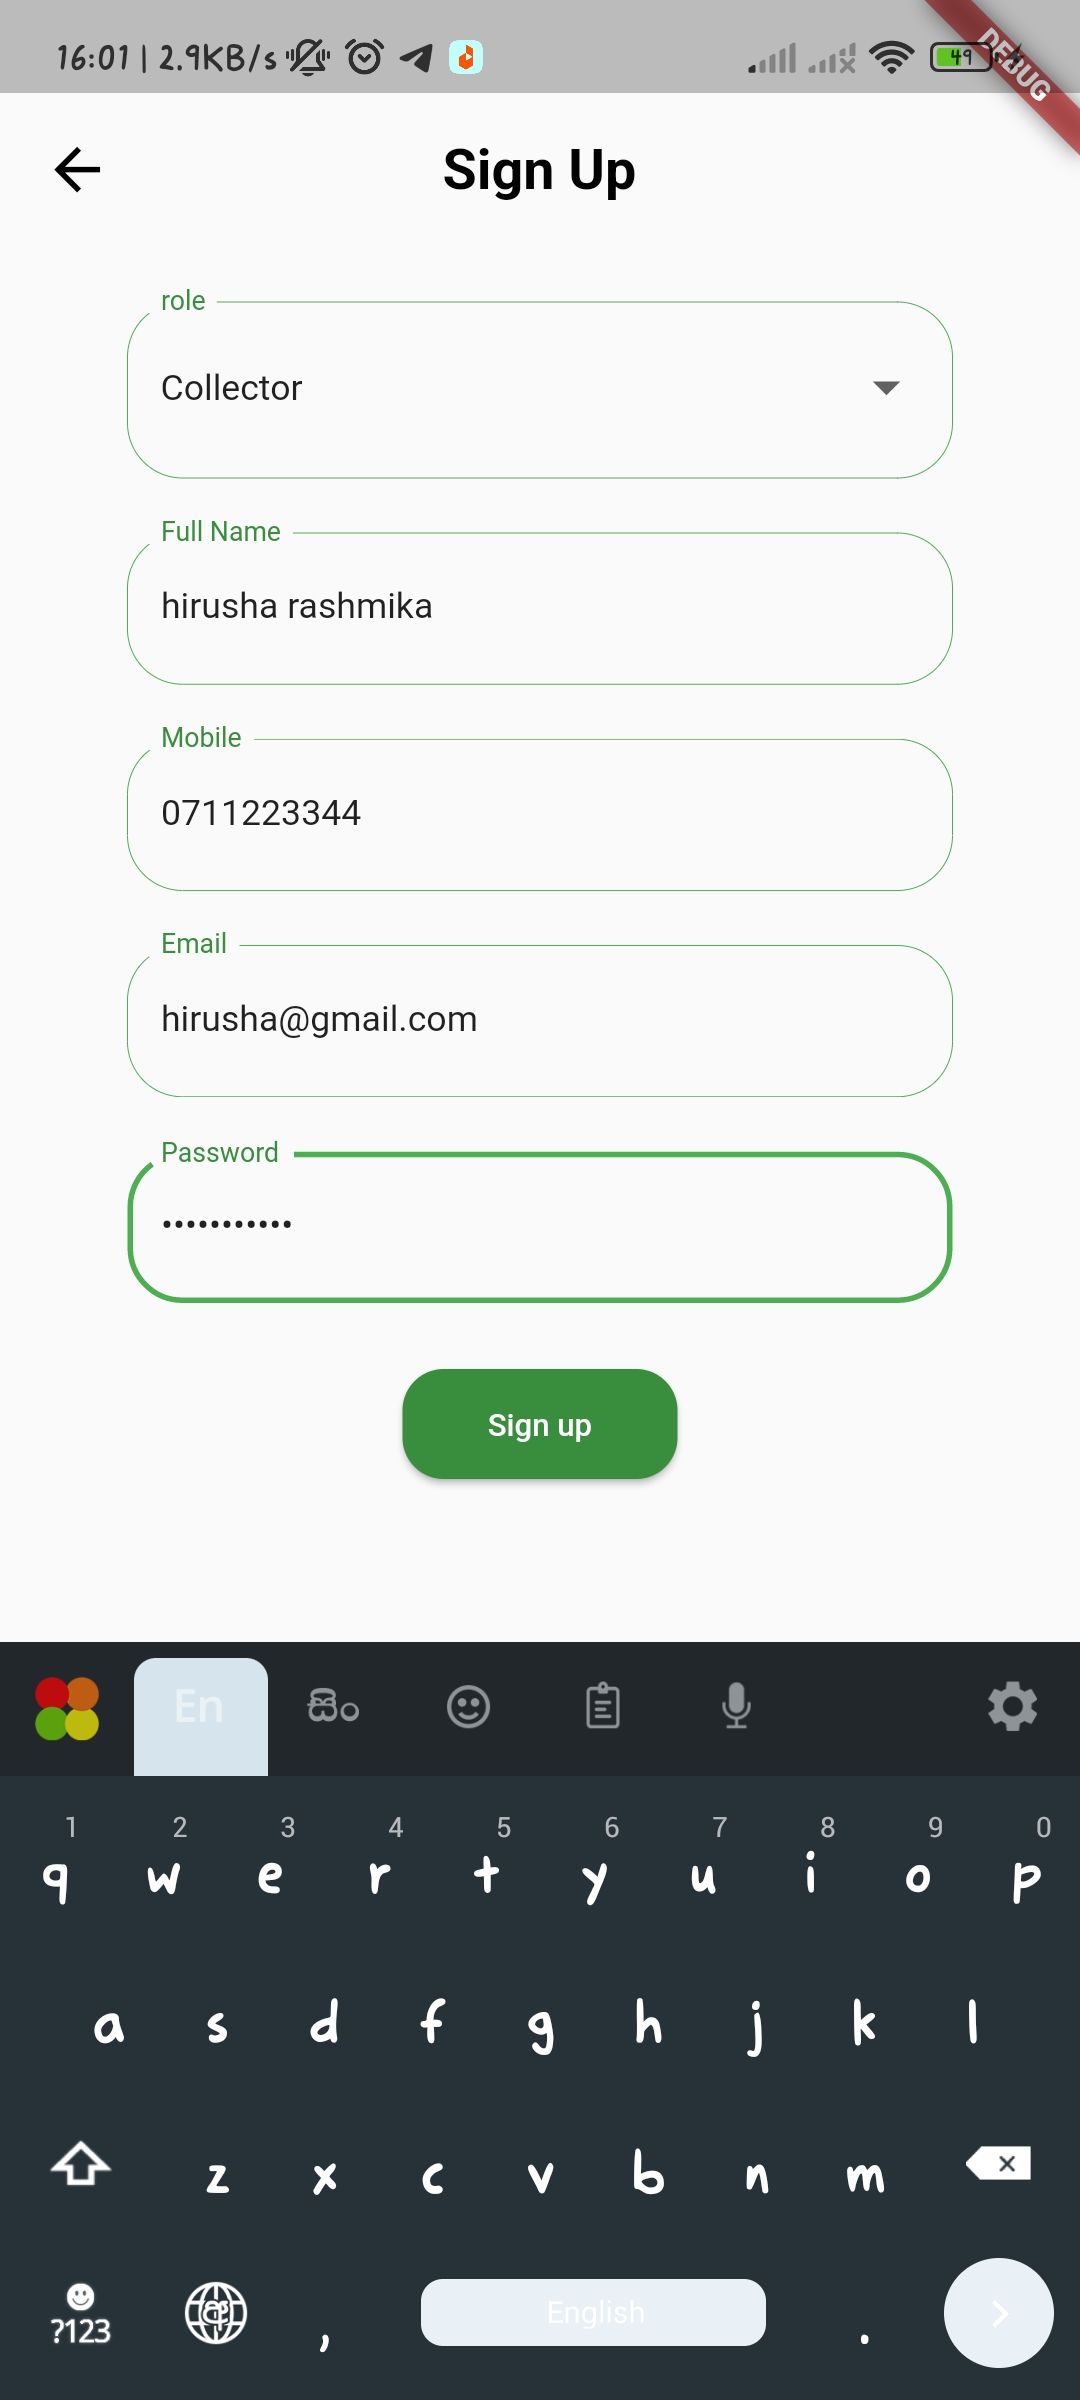 16:01 | 2.9KB/s
49
DEBUG
Sign Up
role
Collector
Full Name
hirusha rashmika
Mobile
0711223344
Email
hirusha@gmail.com
Password
•••••••••••
Sign up
En සිං
1 2 3 4 5 6 7 8 9 0
q w e r t y u i o p
a s d f g h j k l
z x c v b n m
?123 , English .